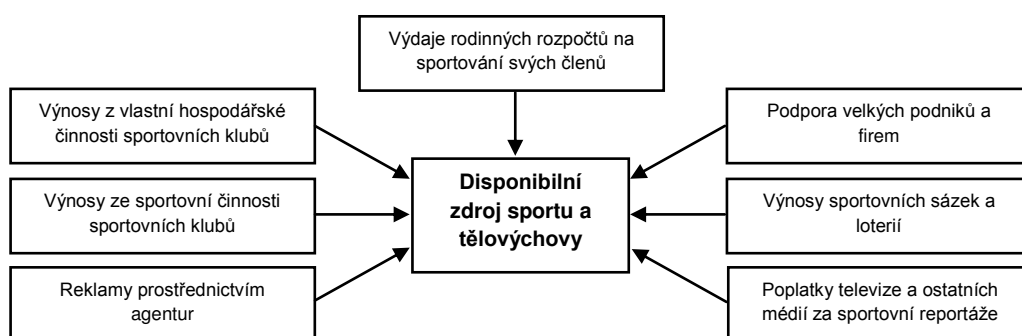 Výdaje rodinných rozpočtů na
sportování svých členů
Výnosy z vlastní hospodářské
činnosti sportovních klubů
Podpora velkých podniků a
firem
Disponibilní
zdroj sportu a
tělovýchovy
Výnosy ze sportovní činnosti
sportovních klubů
Výnosy sportovních sázek a
loterií
Reklamy prostřednictvím
agentur
Poplatky televize a ostatních
médií za sportovní reportáže